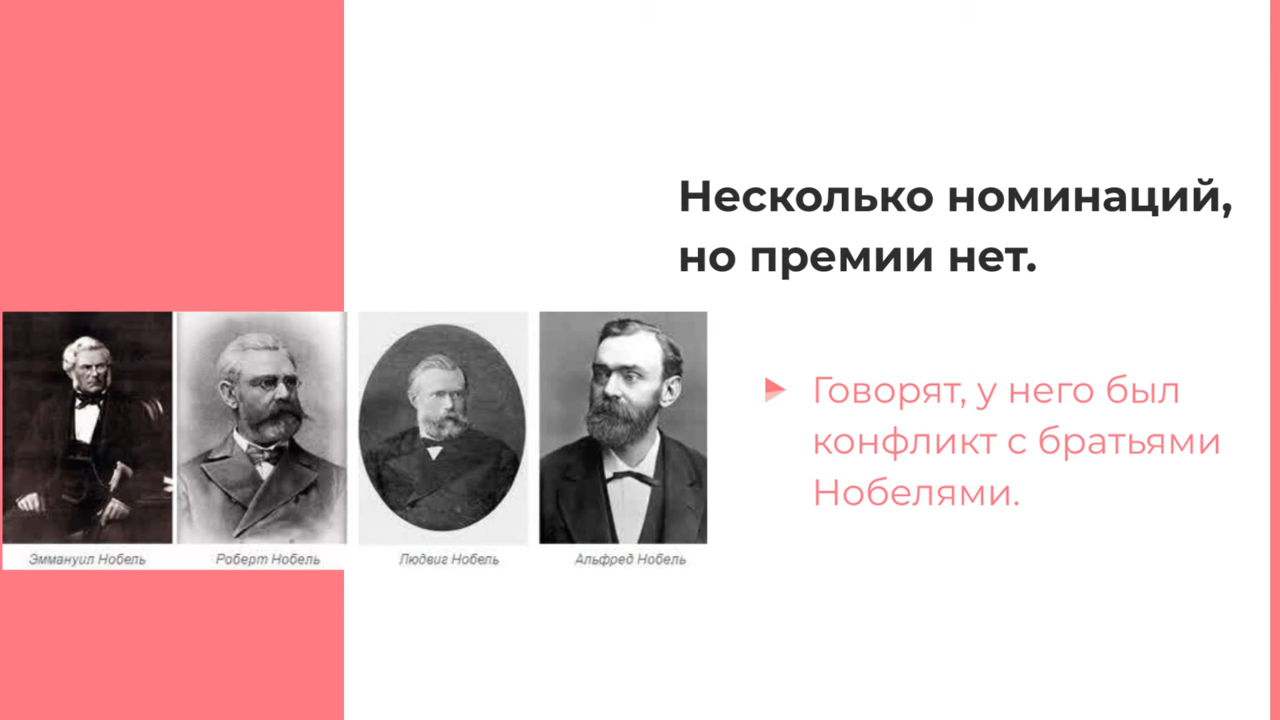 Несколько номинаций,
но премии нет.
Говорят, у него был
конфликт с братьями
Нобелями.
Эммануил Нобель
Роберт Нобель
Людвиг Нобель
Альфред Нобель